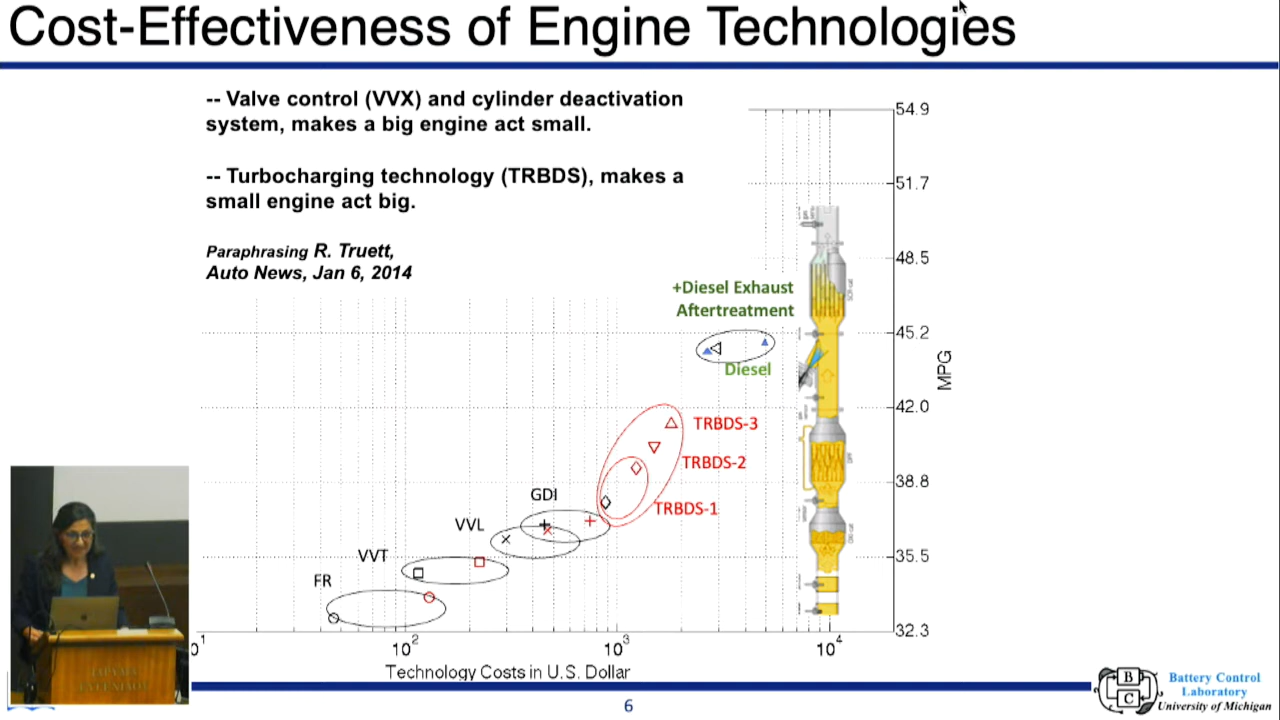 Cost-Effectiveness of Engine Technologies
-- Valve control (VVX) and cylinder deactivation
system, makes a big engine act small.
-- Turbocharging technology (TRBDS), makes a
small engine act big.
Paraphrasing R. Truett,
Auto News, Jan 6, 2014
54.9
51.7
48.5
45.2
42.0
38.8
35.5
32.3
MPG
+Diesel Exhaust
Aftertreatment
Diesel
TRBDS-3
TRBDS-2
TRBDS-1
GDI
VVL
VVT
FR
0¹
10²
10³
10⁴
Technology Costs in U.S. Dollar
6
B
C
Battery Control
Laboratory
University of Michigan